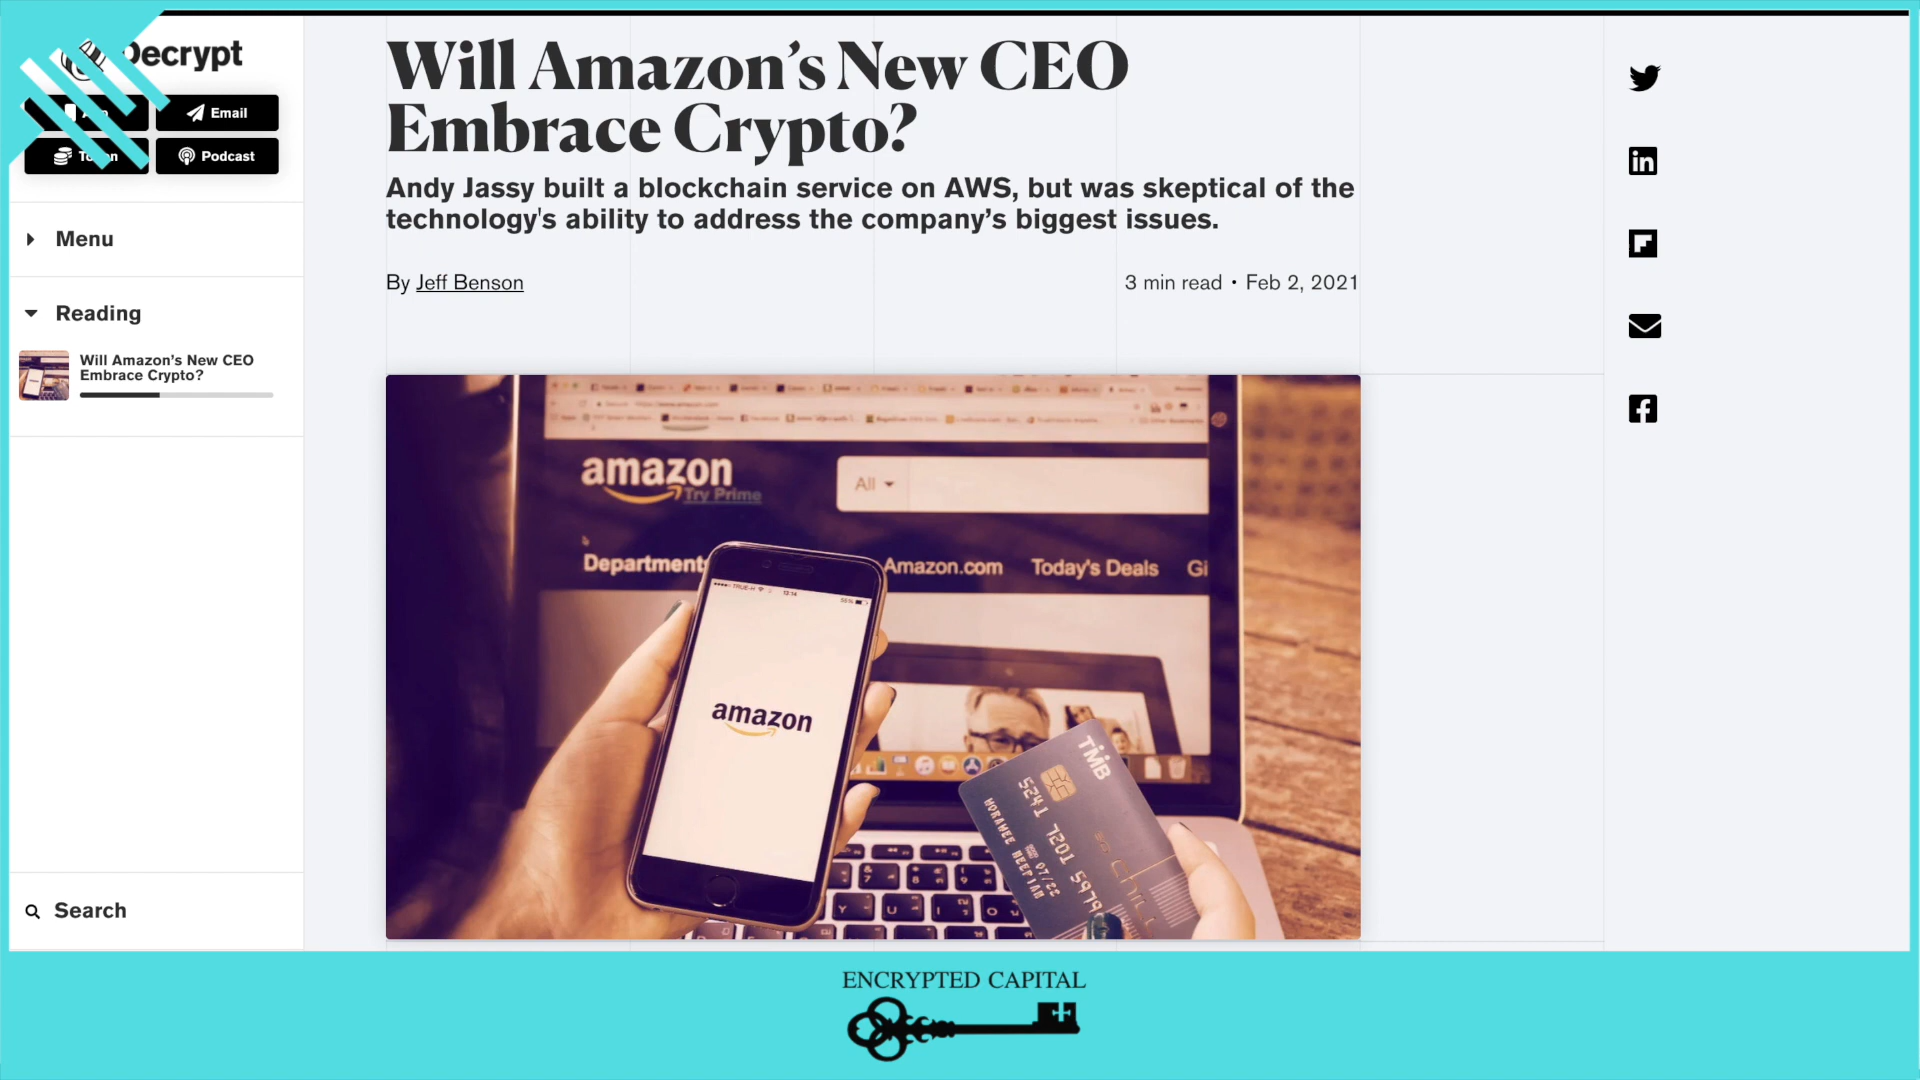 Decrypt
Email
Podcast
Menu
Reading
Will Amazon’s New CEO
Embrace Crypto?
Search
Will Amazon’s New CEO
Embrace Crypto?
Andy Jassy built a blockchain service on AWS, but was skeptical of the
technology's ability to address the company’s biggest issues.
By Jeff Benson
3 min read • Feb 2, 2021
amazon
Try Prime
All
Departments
Amazon.com
Today's Deals
Gi
amazon
TMB
ENCRYPTED CAPITAL